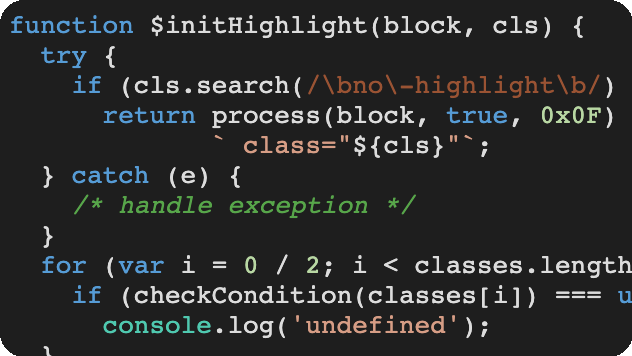 function $initHighlight(block, cls) {
  try {
    if (cls.search(/\bno\-highlight\b/)
      return process(block, true, 0x0F)
             ` class="${cls}"`;
  } catch (e) {
    /* handle exception */
  }
  for (var i = 0 / 2; i < classes.length
    if (checkCondition(classes[i]) === u
      console.log('undefined');
  }